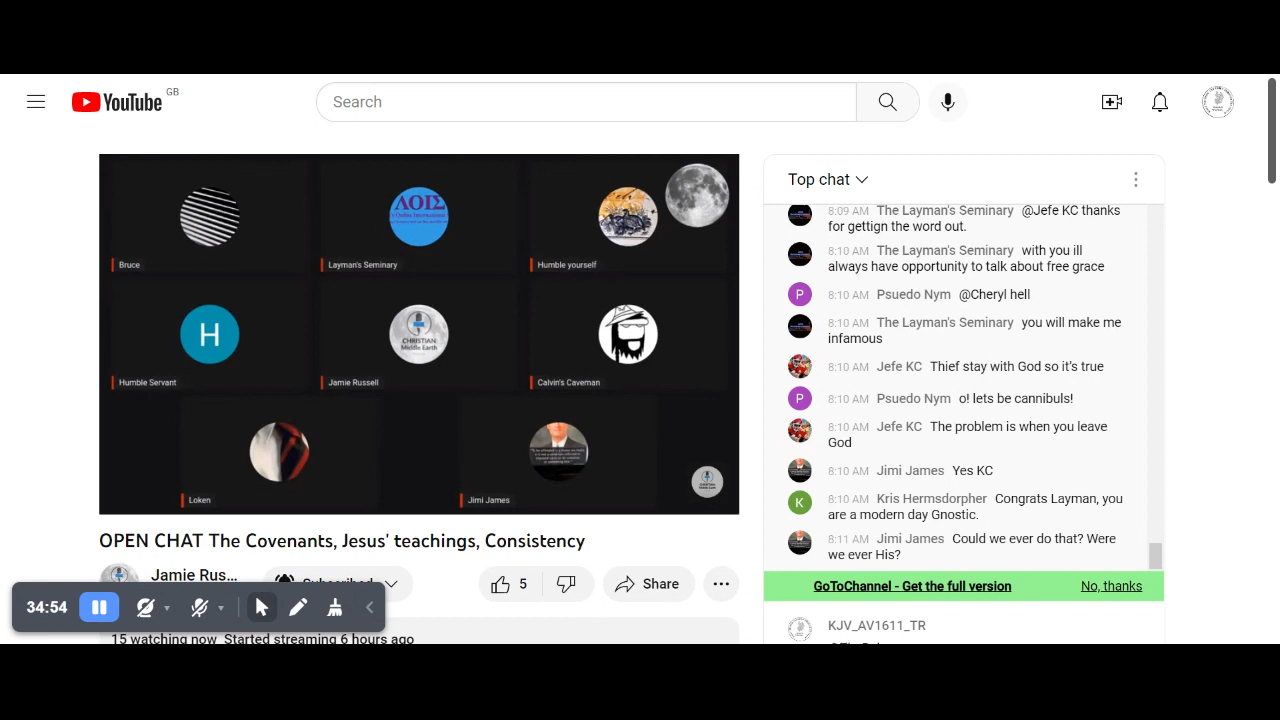 YouTube GB
Search
Bruce
ΛΟΙΣ
Layman's Seminary
Humble yourself
H
Humble Servant
CHRISTIAN
Middle Earth
Jamie Russell
Calvin's Caveman
Loken
Jimi James
OPEN CHAT The Covenants, Jesus' teachings, Consistency
Jamie Rus...
Subscribed
5
Share
34:54
15 watching now Started streaming 6 hours ago
Top chat
8:09 AM The Layman's Seminary @Jefe KC thanks
for gettign the word out.
8:10 AM The Layman's Seminary with you ill
always have opportunity to talk about free grace
P 8:10 AM Psuedo Nym @Cheryl hell
8:10 AM The Layman's Seminary you will make me
infamous
8:10 AM Jefe KC Thief stay with God so it's true
P 8:10 AM Psuedo Nym o! lets be cannibuls!
8:10 AM Jefe KC The problem is when you leave
God
8:10 AM Jimi James Yes KC
K 8:10 AM Kris Hermsdorpher Congrats Layman, you
are a modern day Gnostic.
8:11 AM Jimi James Could we ever do that? Were
we ever His?
GoToChannel - Get the full version No, thanks
KJV_AV1611_TR